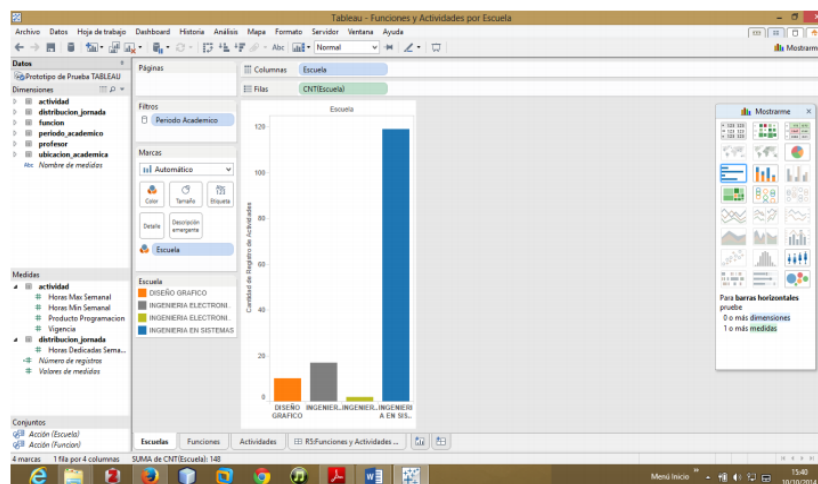 Tableau - Funciones y Actividades por Escuela
Archivo Datos Hoja de trabajo Dashboard Historia Análisis Mapa Formato Servidor Ventana Ayuda
Abc Normal
Mostrarm
Datos
Prototipo de Prueba TABLEAU
Dimensiones
actividad
distribucion_jornada
funcion
periodo_academico
profesor
ubicacion_academica
Abc Nombre de medidas
Medidas
actividad
Horas Max Semanal
Horas Min Semanal
Producto Programacion
Vigencia
distribucion_jornada
Horas Dedicadas Sema...
Número de registros
Valores de medidas
Conjuntos
Acción (Escuela)
Acción (Funcion)
Páginas
Filtros
Periodo Academico
Marcas
Automático
Color Tamaño Etiqueta
Detalle Descripción emergente
Escuela
Escuela
DISEÑO GRAFICO
INGENIERIA ELECTRONI..
INGENIERIA ELECTRONI..
INGENIERIA EN SISTEMAS
Columnas Escuela
Filas CNT(Escuela)
Escuela
Cantidad de Registro de Actividades
120
100
80
60
40
20
0
DISEÑO GRAFICO
INGENIER..
INGENIER..
INGENIERI A EN SIS..
Mostrarme
Para barras horizontales
pruebe
0 o más dimensiones
1 o más medidas
Escuelas Funciones Actividades RS:Funciones y Actividades ...
4 marcas 1 fila por 4 columnas SUMA de CNT(Escuela): 148
Menú Inicio
15:40
10/10/2014